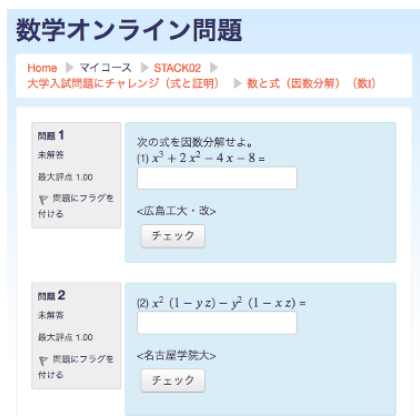 数学オンライン問題
Home ▶ マイコース ▶ STACK02 ▶
大学入試問題にチャレンジ（式と証明） ▶ 数と式（因数分解）（数I）
問題 1
未解答
最大評点 1.00
問題にフラグを
付ける
次の式を因数分解せよ。
(1) x³ + 2 x² − 4 x − 8 =
<広島工大・改>
チェック
問題 2
未解答
最大評点 1.00
問題にフラグを
付ける
(2) x² (1 − y z) − y² (1 − x z) =
<名古屋学院大>
チェック